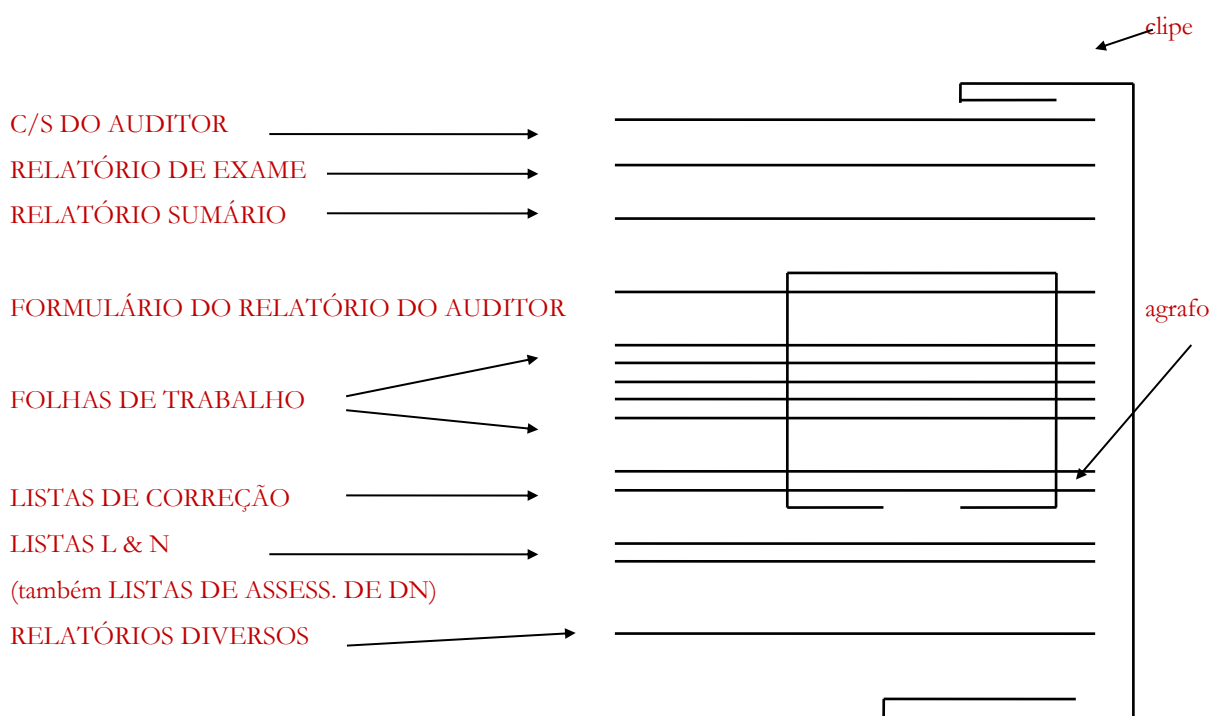 clipe
C/S DO AUDITOR
RELATÓRIO DE EXAME
RELATÓRIO SUMÁRIO
FORMULÁRIO DO RELATÓRIO DO AUDITOR
agrafo
FOLHAS DE TRABALHO
LISTAS DE CORREÇÃO
LISTAS L & N
(também LISTAS DE ASSESS. DE DN)
RELATÓRIOS DIVERSOS